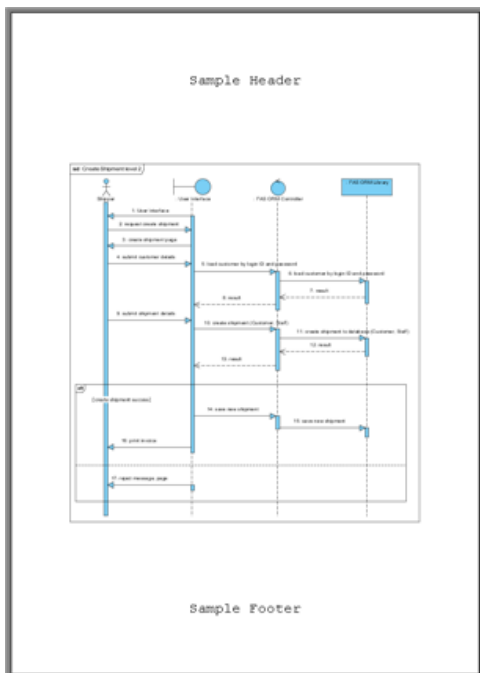 Sample Header
sd Create Shipment level 2
User Interface
FAS ORM Controller
FAS ORM Library
1: User interface
2: request create shipment
3: create shipment page
4: submit customer details
5: load customer by login ID and password
6: load customer by login ID and password
7: result
8: result
9: submit shipment details
10: create shipment (Customer, Staff)
11: create shipment to database (Customer, Staff)
12: result
13: result
alt
[create shipment success]
14: save new shipment
15: save new shipment
16: print invoice
17: reject message page
Sample Footer